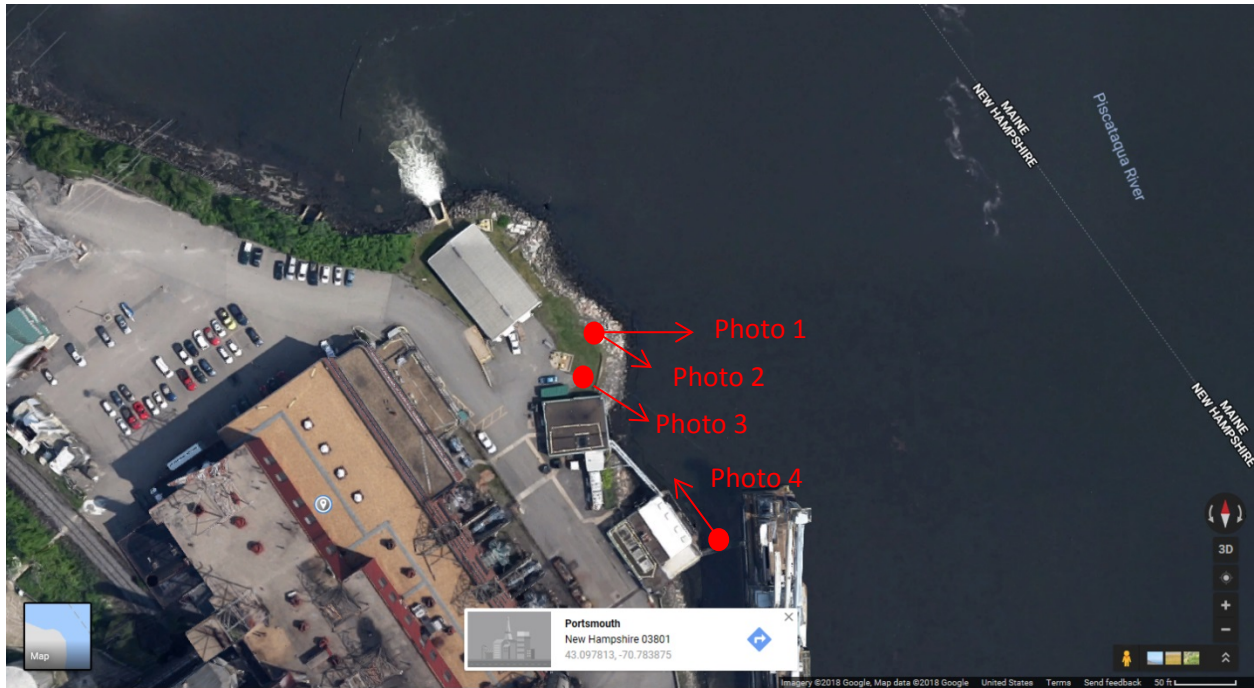 MAINE
NEW HAMPSHIRE
Piscataqua River
Photo 1
Photo 2
Photo 3
Photo 4
MAINE
NEW HAMPSHIRE
3D
Portsmouth
New Hampshire 03801
43.097813, -70.783875
Map
Imagery ©2018 Google, Map data ©2018 Google United States Terms Send feedback 50 ft